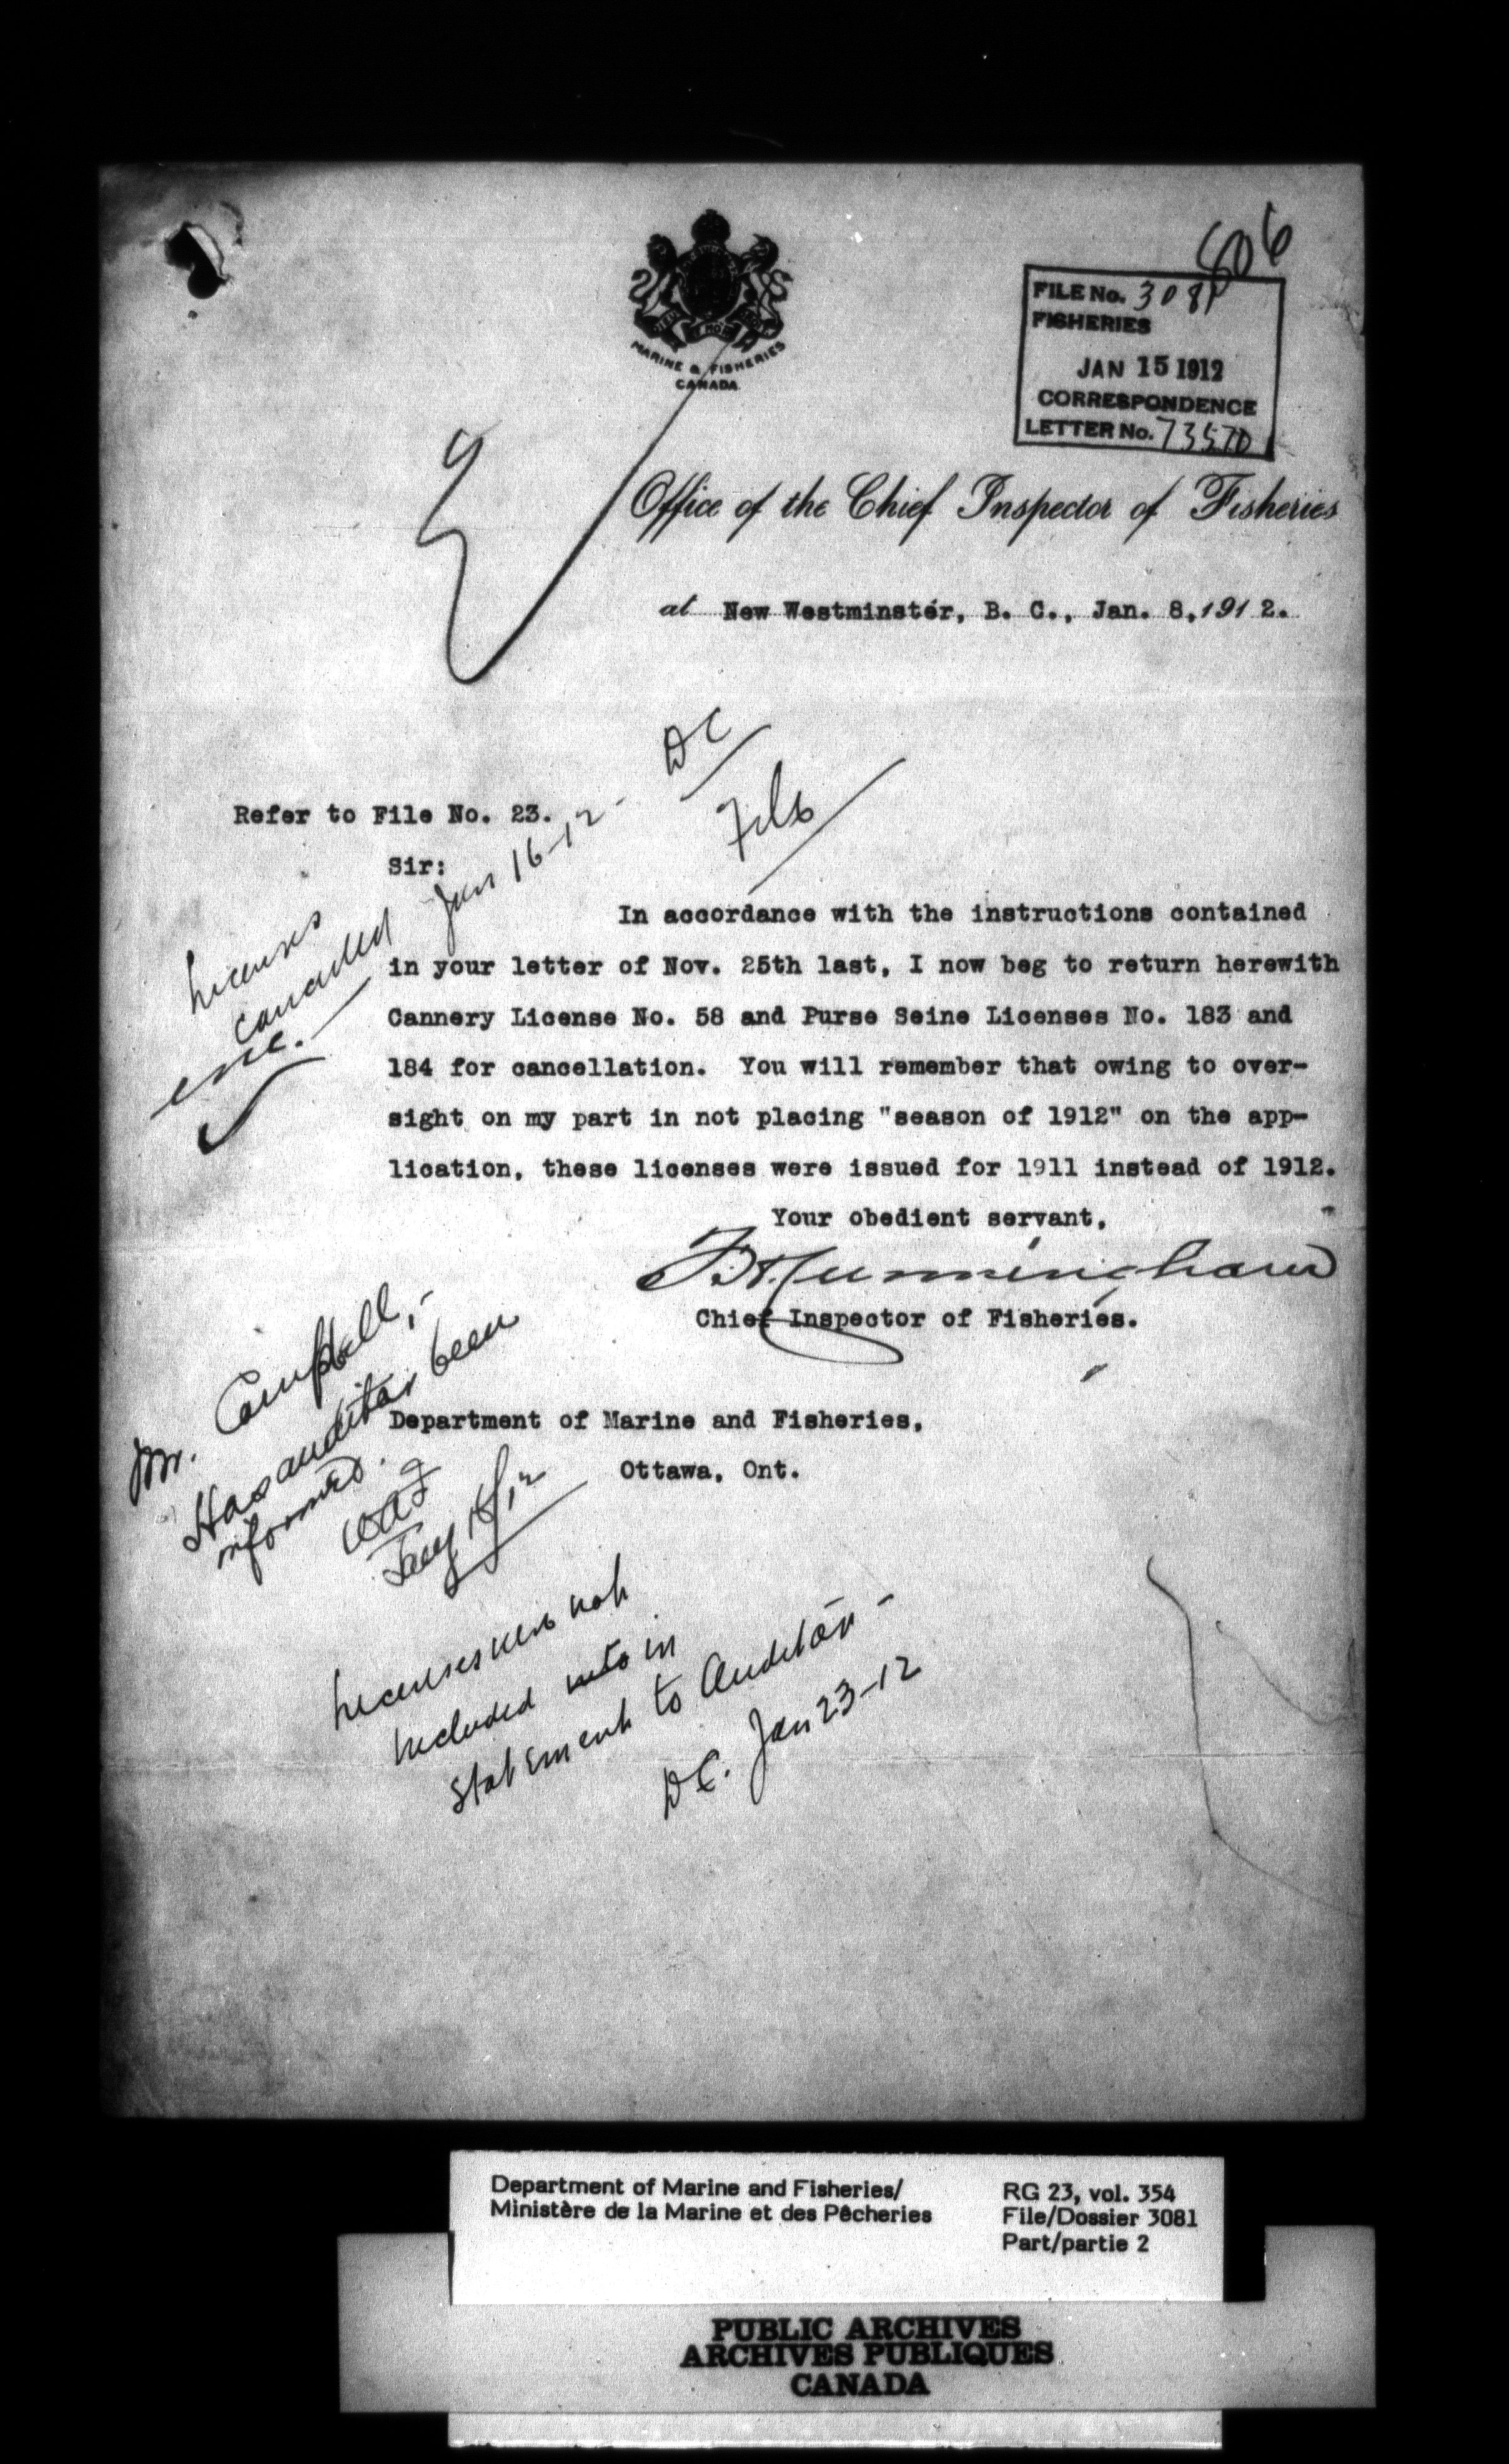 806
FILE No. 3081
FISHERIES
JAN 15 1912
CORRESPONDENCE
LETTER No. 73570
DIEU ET MON DROIT
MARINE & FISHERIES
CANADA
Office of the Chief Inspector of Fisheries
at New Westminster, B. C., Jan. 8, 1912.
DC
File
Refer to File No. 23.
Sir:
Licenses
cancelled Jan 16-12 -
In accordance with the instructions contained
in your letter of Nov. 25th last, I now beg to return herewith
Cannery License No. 58 and Purse Seine Licenses No. 183 and
184 for cancellation. You will remember that owing to over-
sight on my part in not placing "season of 1912" on the app-
lication, these licenses were issued for 1911 instead of 1912.
Your obedient servant,
F. H. Cunningham
Chief Inspector of Fisheries.
Mr. Campbell,-
Has auditor been
informed.
Department of Marine and Fisheries,
Ottawa, Ont.
Licenses were not
included into in
statement to Auditor -
DC. Jan 23-12
Department of Marine and Fisheries/
Ministère de la Marine et des Pêcheries
RG 23, vol. 354
File/Dossier 3081
Part/partie 2
PUBLIC ARCHIVES
ARCHIVES PUBLIQUES
CANADA